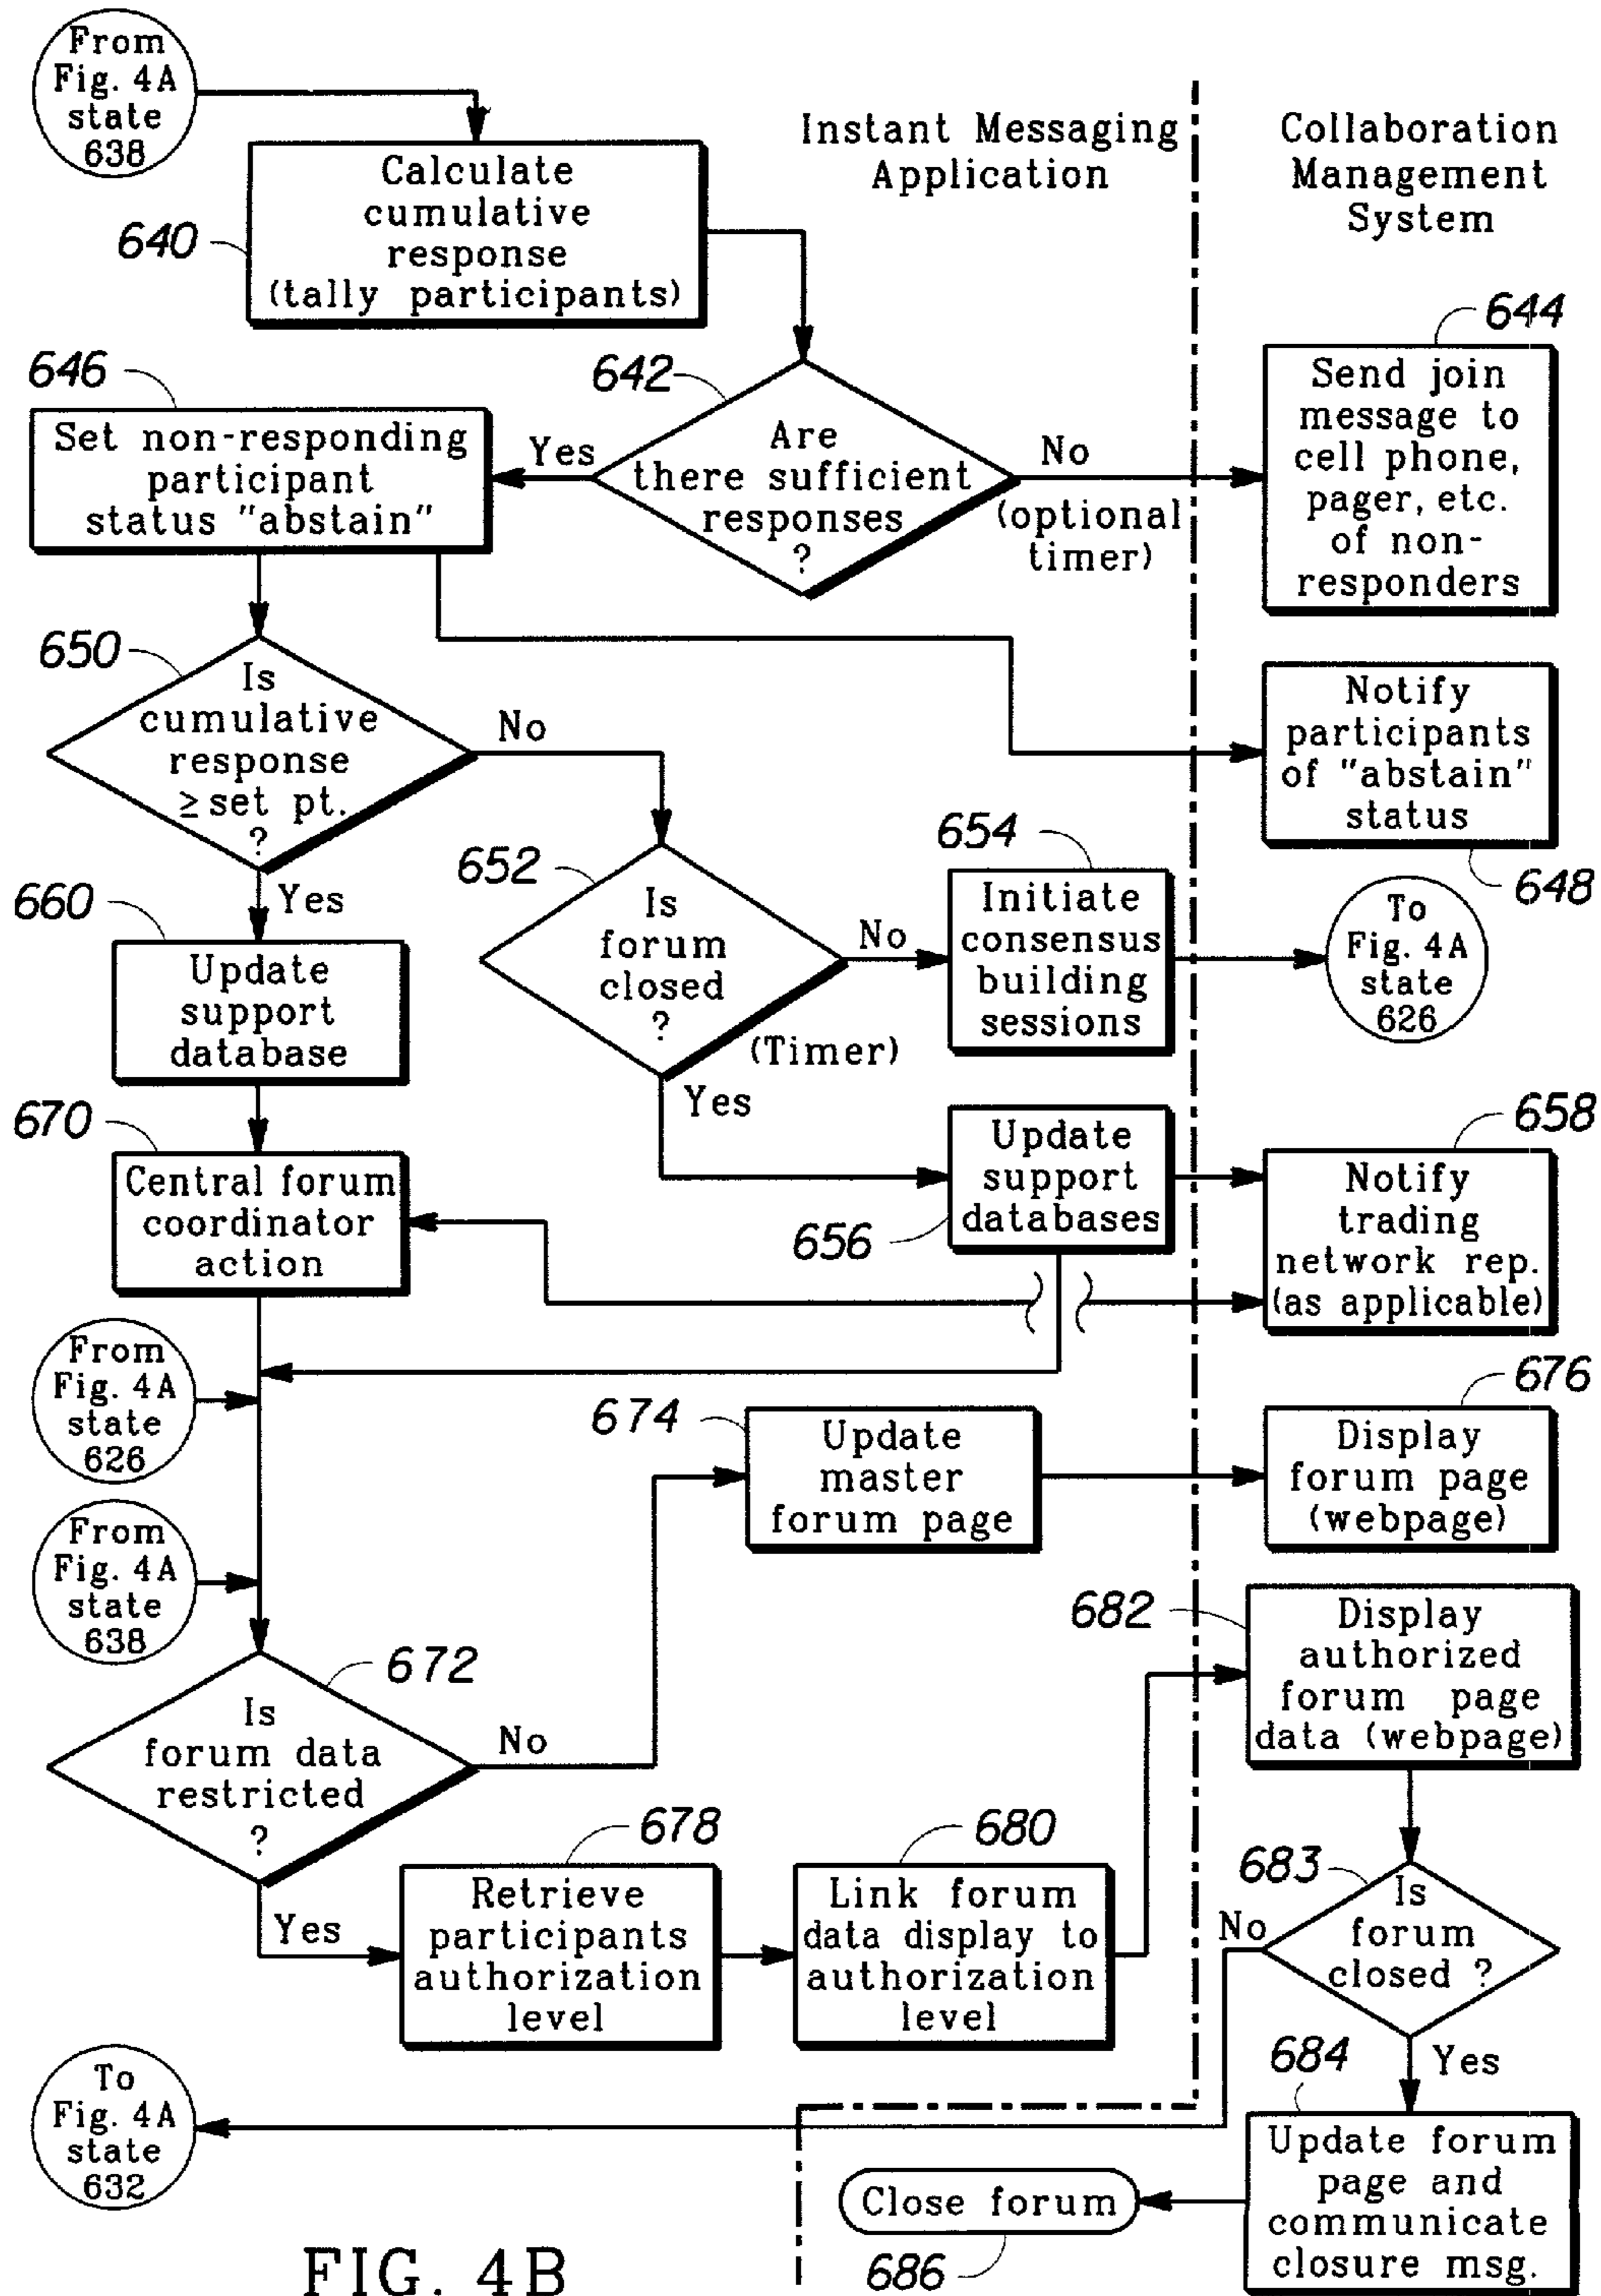 From
Fig. 4A
state
638
Instant Messaging
Application
Collaboration
Management
System
Calculate
cumulative
response
(tally participants)
640
644
Send join
message to
cell phone,
pager, etc.
of non-
responders
646
Set non-responding
participant
status "abstain"
642
Yes
Are
there sufficient
responses
?
No
(optional
timer)
650
Is
cumulative
response
≥ set pt.
?
No
Yes
Notify
participants
of "abstain"
status
648
652
Is
forum
closed
?
No
(Timer)
Yes
654
Initiate
consensus
building
sessions
To
Fig. 4A
state
626
660
Update
support
database
670
Central forum
coordinator
action
656
Update
support
databases
658
Notify
trading
network rep.
(as applicable)
From
Fig. 4A
state
626
674
Update
master
forum page
676
Display
forum page
(webpage)
From
Fig. 4A
state
638
672
Is
forum data
restricted
?
No
Yes
682
Display
authorized
forum page
data (webpage)
678
Retrieve
participants
authorization
level
680
Link forum
data display to
authorization
level
683
Is
forum
closed ?
No
Yes
To
Fig. 4A
state
632
684
Update forum
page and
communicate
closure msg.
Close forum
686
FIG. 4B